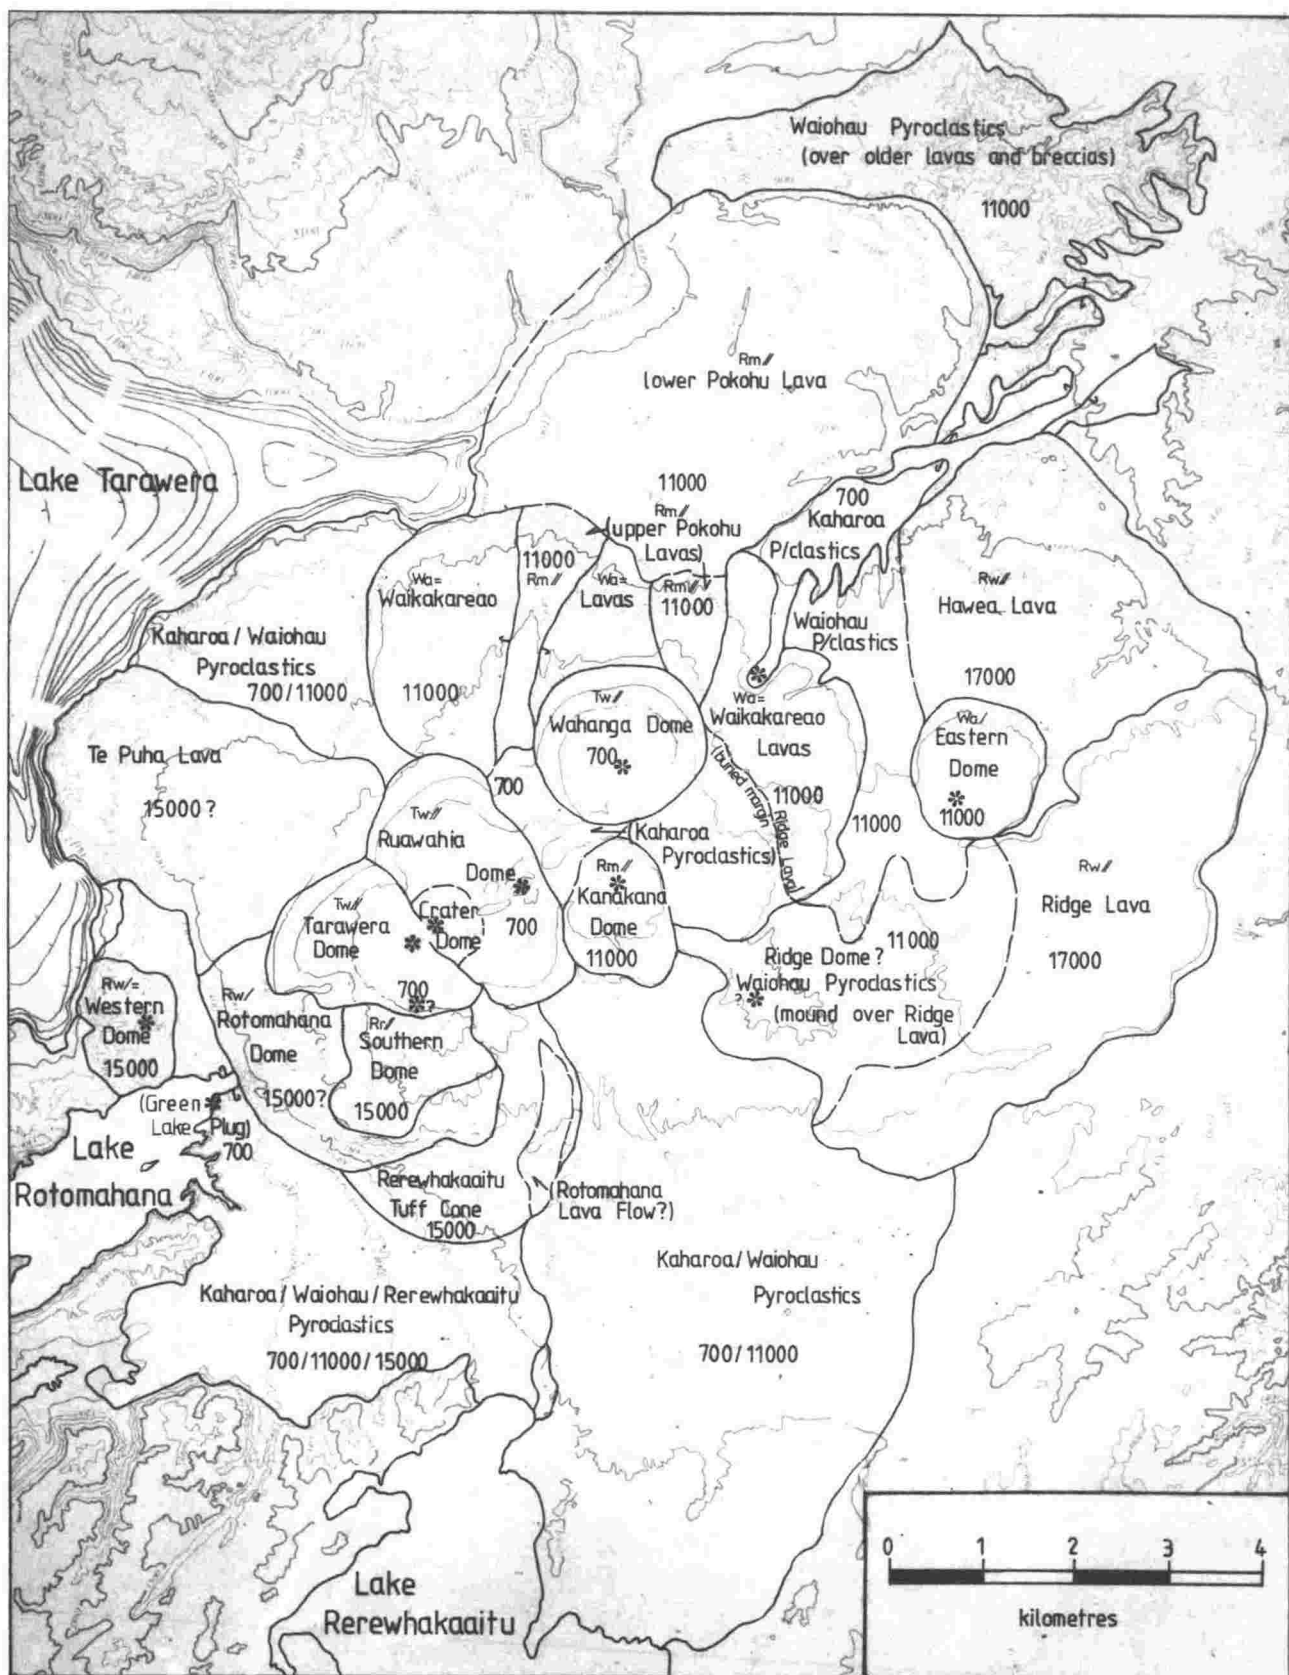 Waiohau Pyroclastics
(over older lavas and breccias)
11000
Rm//
lower Pokohu Lava
11000
Rm//
(upper Pokohu
Lavas)
Lake Tarawera
700
Kaharoa
P/clastics
11000
Rm//
Wa=
Waikakareao
11000
Wa=
Lavas
Rm//
11000
Waiohau
P/clastics
Rw//
Hawea Lava
17000
Kaharoa / Waiohau
Pyroclastics
700/11000
Te Puha Lava
15000 ?
Tw//
Wahanga Dome
700
700
Wa=
Waikakareao
Lavas
11000
(buried margin
Ridge Lava)
Wa/
Eastern
Dome
11000
11000
Tw//
Ruawahia
Dome
700
(Kaharoa
Pyroclastics)
Rm//
Kanakana
Dome
11000
Crater
Dome
Tw//
Tarawera
Dome
700
?
Rw//
Ridge Lava
17000
11000
Ridge Dome ?
Waiohau Pyroclastics
?
(mound over Ridge
Lava)
Rw/=
Western
Dome
15000
Rw/
Rotomahana
Dome
15000?
Rr/
Southern
Dome
15000
(Green
Lake Plug)
700
Lake
Rotomahana
Rerewhakaaitu
Tuff Cone
15000
(Rotomahana
Lava Flow?)
Kaharoa/ Waiohau
Pyroclastics
700/11000
Kaharoa/ Waiohau/ Rerewhakaaitu
Pyroclastics
700/11000/15000
Lake
Rerewhakaaitu
0 1 2 3 4
kilometres